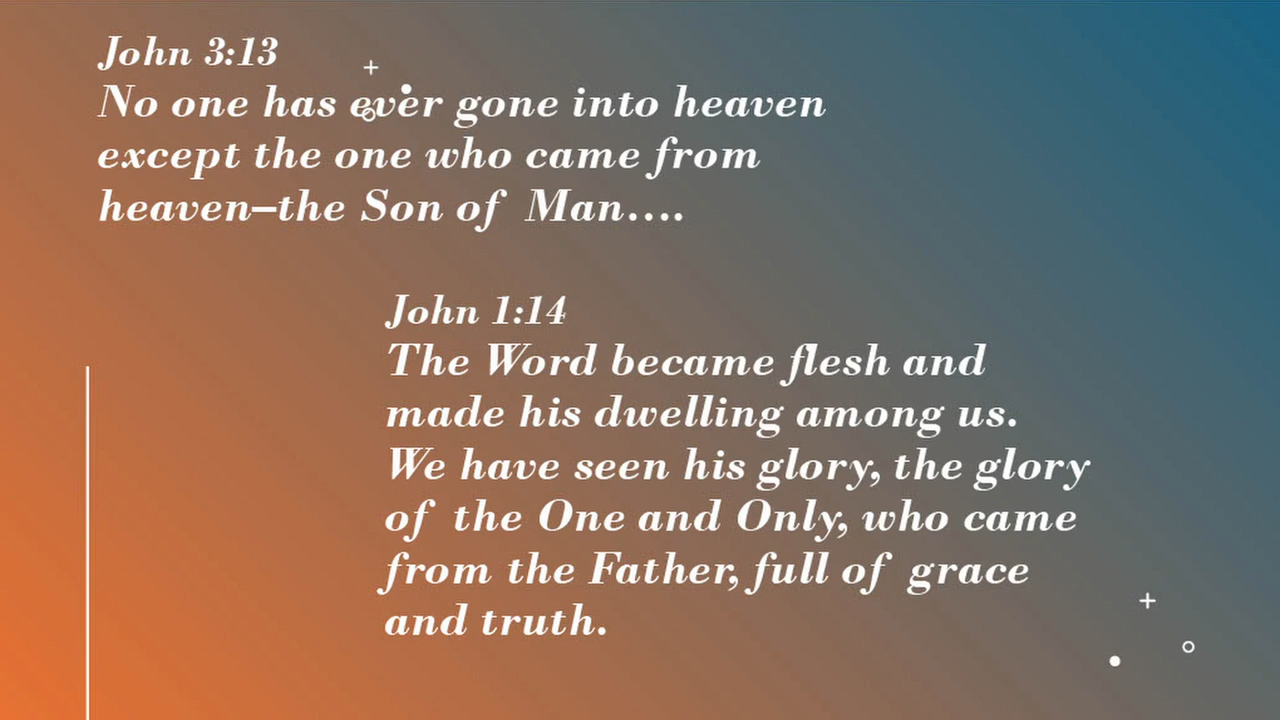 John 3:13
No one has ever gone into heaven
except the one who came from
heaven–the Son of Man....
John 1:14
The Word became flesh and
made his dwelling among us.
We have seen his glory, the glory
of the One and Only, who came
from the Father, full of grace
and truth.